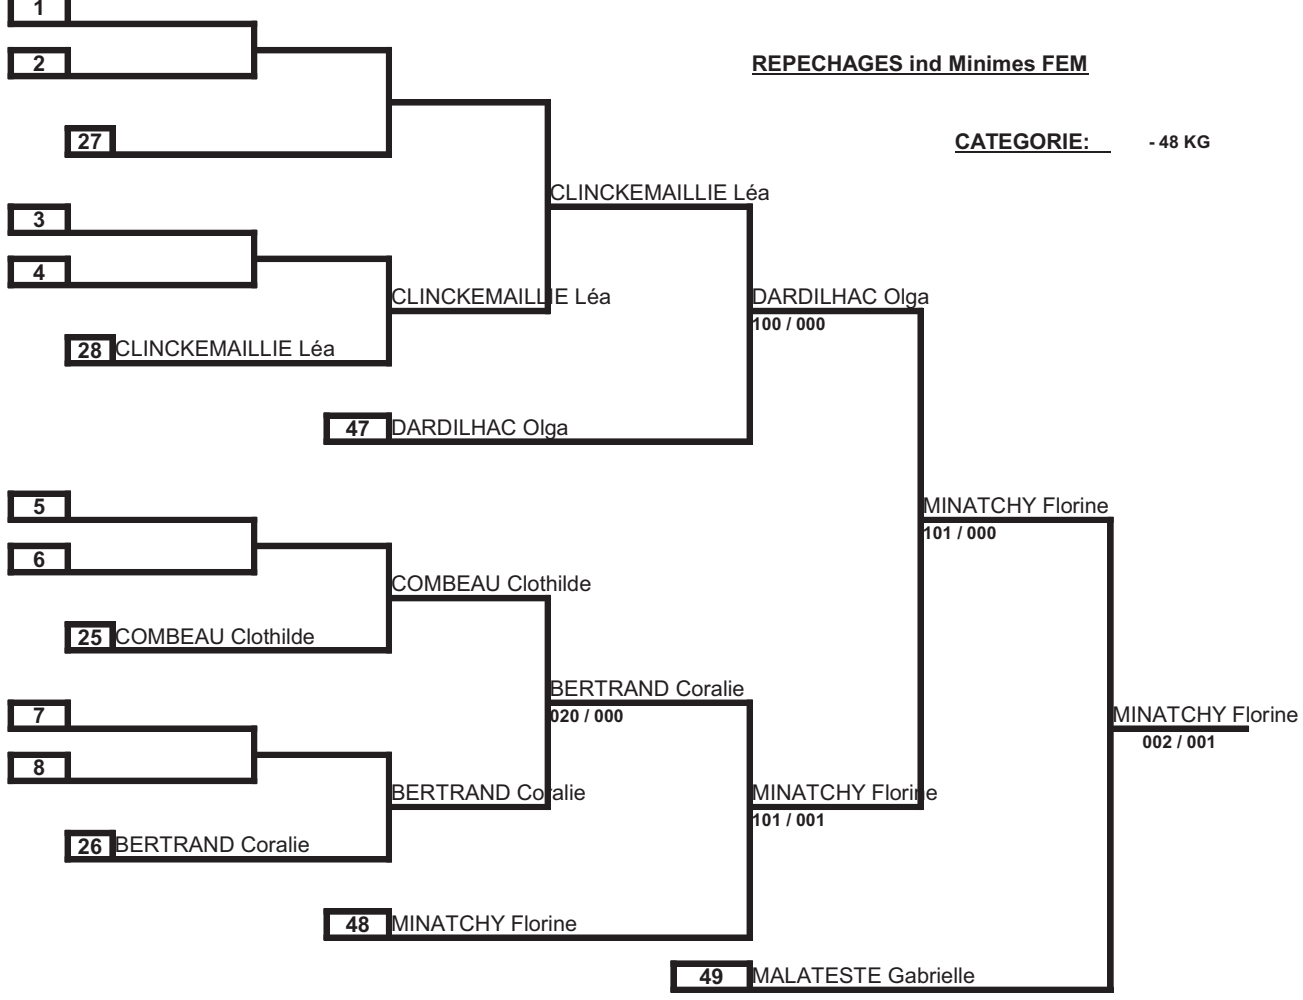 1
2
REPECHAGES ind Minimes FEM
27
CATEGORIE: - 48 KG
CLINCKEMAILLIE Léa
3
4
CLINCKEMAILLIE Léa
DARDILHAC Olga
100 / 000
28 CLINCKEMAILLIE Léa
47 DARDILHAC Olga
5
MINATCHY Florine
101 / 000
6
COMBEAU Clothilde
25 COMBEAU Clothilde
BERTRAND Coralie
020 / 000
7
MINATCHY Florine
002 / 001
8
BERTRAND Coralie
MINATCHY Florine
101 / 001
26 BERTRAND Coralie
48 MINATCHY Florine
49 MALATESTE Gabrielle